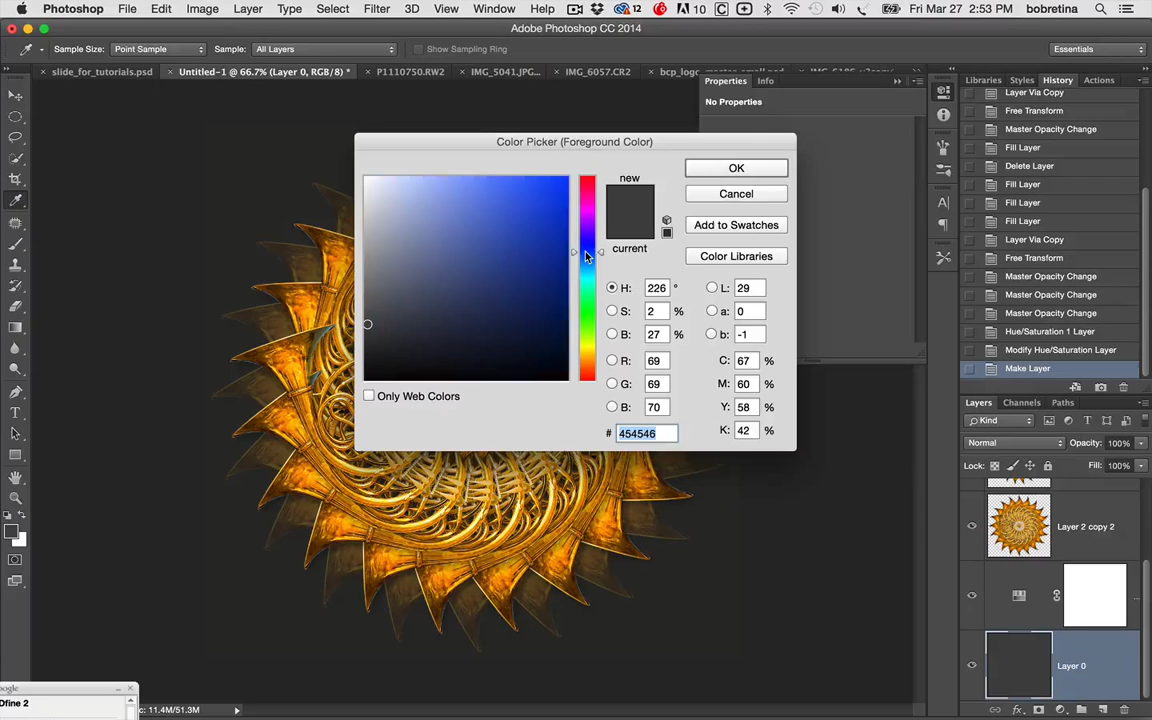 Photoshop File Edit Image Layer Type Select Filter 3D View Window Help 12 10 Fri Mar 27 2:53 PM bobretina
Adobe Photoshop CC 2014
Sample Size: Point Sample Sample: All Layers Show Sampling Ring Essentials
× slide_for_tutorials.psd × Untitled-1 @ 66.7% (Layer 0, RGB/8) * × P1110750.RW2 × IMG_5041.JPG... × IMG_6057.CR2
Properties Info
No Properties
Libraries Styles History Actions
Layer Via Copy
Free Transform
Master Opacity Change
Fill Layer
Delete Layer
Fill Layer
Fill Layer
Fill Layer
Layer Via Copy
Free Transform
Master Opacity Change
Master Opacity Change
Master Opacity Change
Hue/Saturation 1 Layer
Modify Hue/Saturation Layer
Make Layer
Color Picker (Foreground Color)
new
current
OK
Cancel
Add to Swatches
Color Libraries
H: 226 °
S: 2 %
B: 27 %
R: 69
G: 69
B: 70
# 454546
L: 29
a: 0
b: -1
C: 67 %
M: 60 %
Y: 58 %
K: 42 %
Only Web Colors
Layers Channels Paths
Kind
Normal Opacity: 100%
Lock: Fill: 100%
Layer 2 copy 2
Layer 0
Dfine 2
11.4M/51.3M